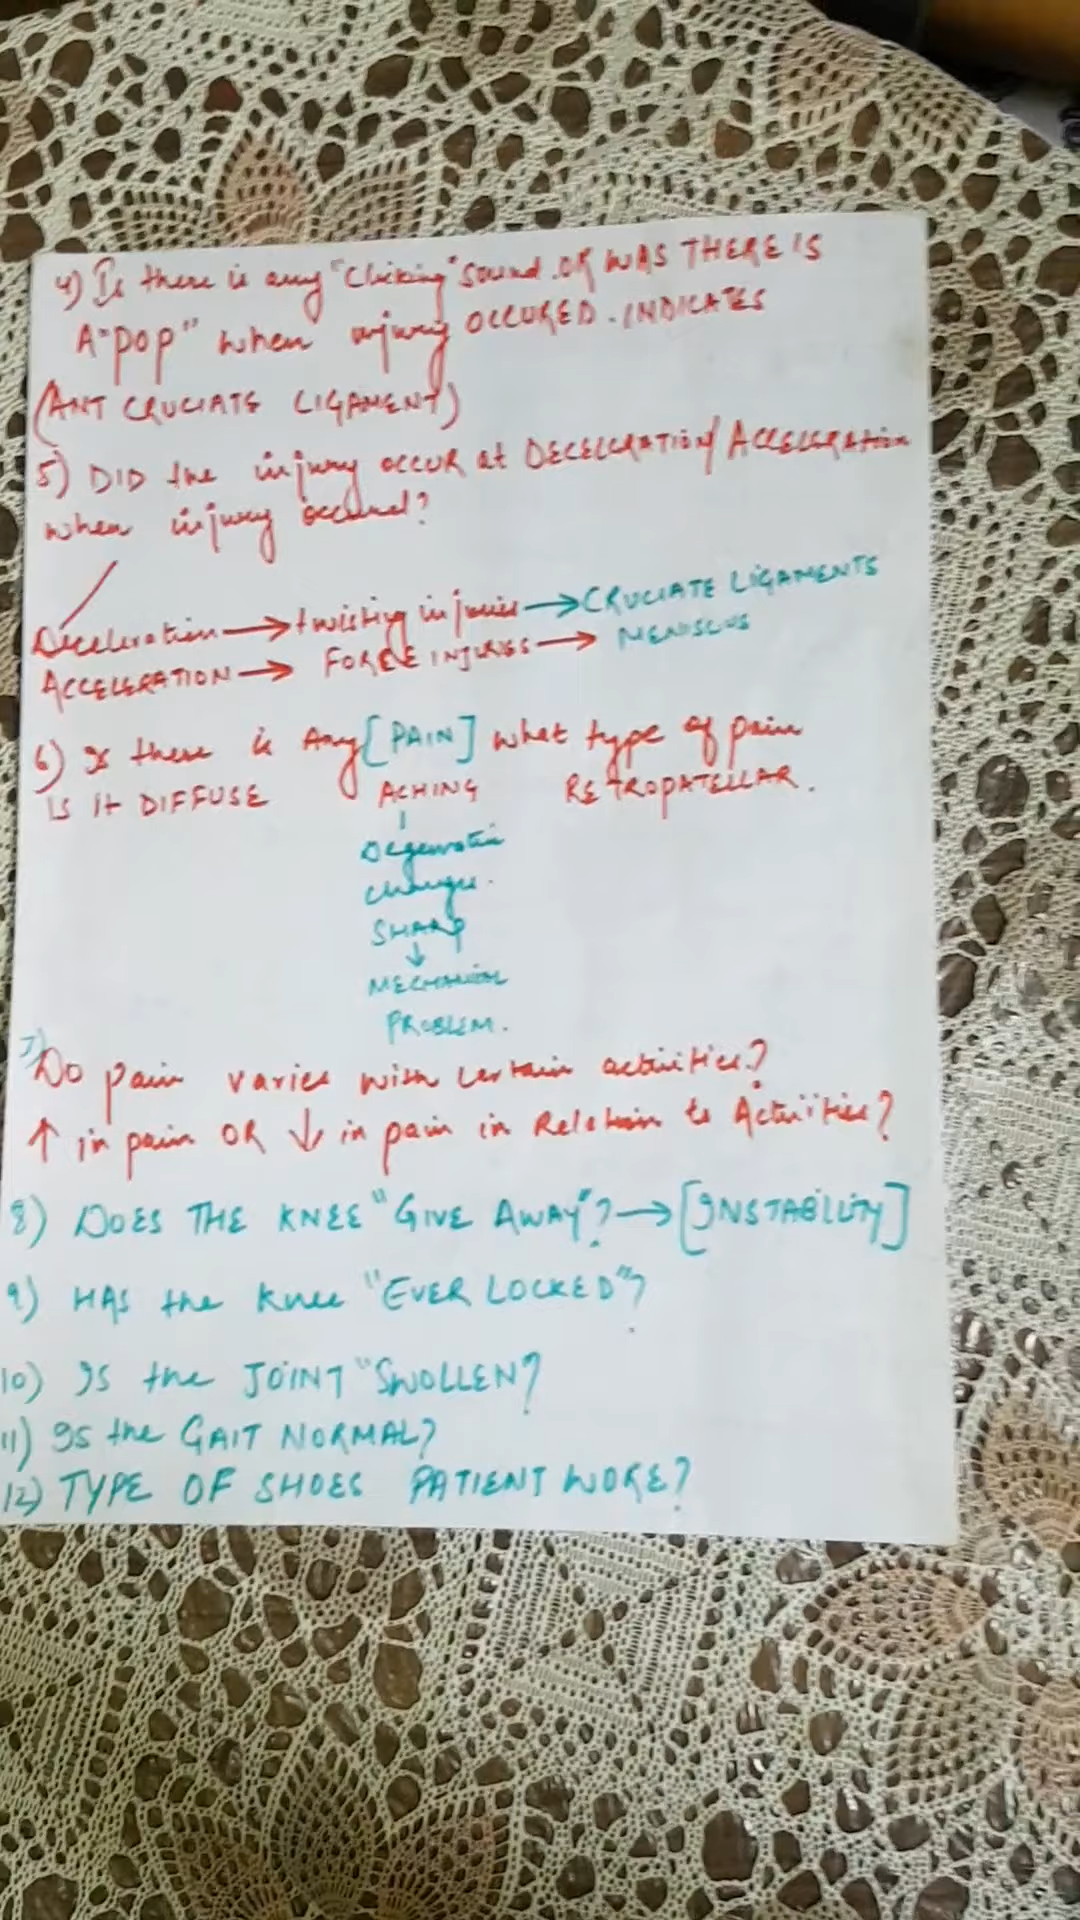 4) Is there is any "clicking" sound. OR WAS THERE IS
A "POP" when injury OCCURED. INDICATES
(ANT CRUCIATE LIGAMENT)
5) DID the injury OCCUR at DECELERATION/ACCELERATION
when injury occured?
Deceleration → twisting injuries → CRUCIATE LIGAMENTS
ACCELERATION → FORCE INJURIES → MENISCUS
6) Is there is Any [PAIN] what type of pain
IS It DIFFUSE ACHING RETROPATELLAR.
Degenratin
changes.
SHARP
↓
MECHANICAL
PROBLEM.
7) Do pain varies with certain activities?
↑ in pain OR ↓ in pain in Relation to Activities?
8) DOES THE KNEE "GIVE AWAY"? → [INSTABILITY]
9) HAS the Knee "EVER LOCKED"?
10) IS the JOINT "SWOLLEN?
11) IS the GAIT NORMAL?
12) TYPE OF SHOES PATIENT WORE?